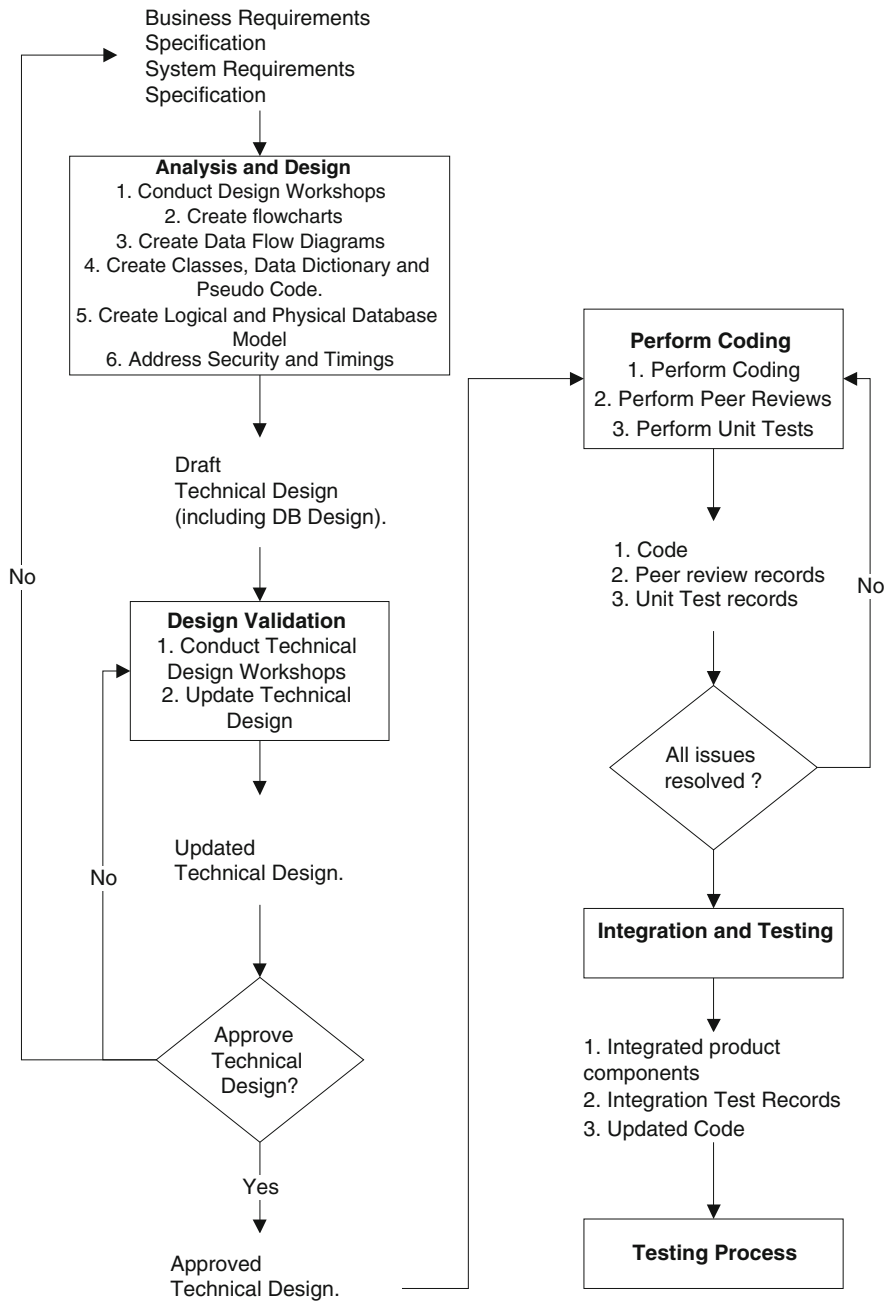 Business Requirements
Specification
System Requirements
Specification
Analysis and Design
1. Conduct Design Workshops
2. Create flowcharts
3. Create Data Flow Diagrams
4. Create Classes, Data Dictionary and
Pseudo Code.
5. Create Logical and Physical Database
Model
6. Address Security and Timings
Draft
Technical Design
(including DB Design).
No
Design Validation
1. Conduct Technical
Design Workshops
2. Update Technical
Design
Updated
Technical Design.
No
Approve
Technical
Design?
Yes
Approved
Technical Design.
Perform Coding
1. Perform Coding
2. Perform Peer Reviews
3. Perform Unit Tests
1. Code
2. Peer review records
3. Unit Test records
No
All issues
resolved ?
Integration and Testing
1. Integrated product
components
2. Integration Test Records
3. Updated Code
Testing Process